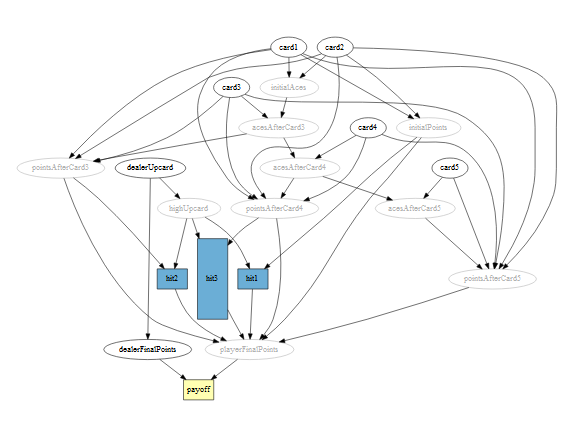 card1
card2
card3
initialAces
acesAfterCard3
card4
initialPoints
pointsAfterCard3
dealerUpcard
acesAfterCard4
card5
highUpcard
pointsAfterCard4
acesAfterCard5
hit2
hit3
hit1
pointsAfterCard5
dealerFinalPoints
playerFinalPoints
payoff